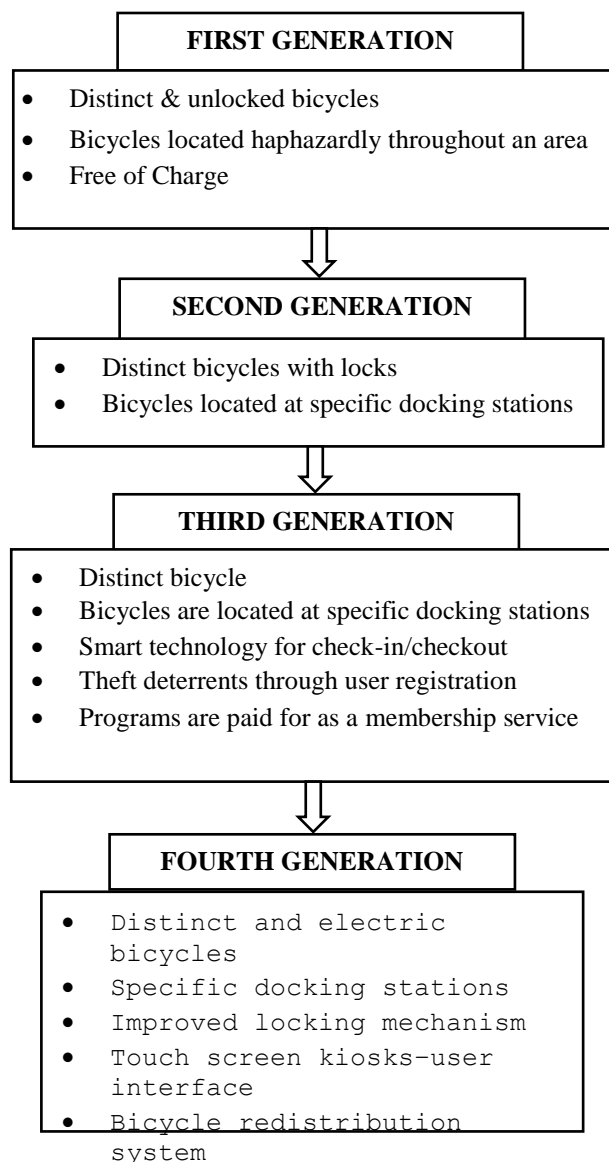 FIRST GENERATION
• Distinct & unlocked bicycles
• Bicycles located haphazardly throughout an area
• Free of Charge
SECOND GENERATION
• Distinct bicycles with locks
• Bicycles located at specific docking stations
THIRD GENERATION
• Distinct bicycle
• Bicycles are located at specific docking stations
• Smart technology for check-in/checkout
• Theft deterrents through user registration
• Programs are paid for as a membership service
FOURTH GENERATION
• Distinct and electric
bicycles
• Specific docking stations
• Improved locking mechanism
• Touch screen kiosks-user
interface
• Bicycle redistribution
system